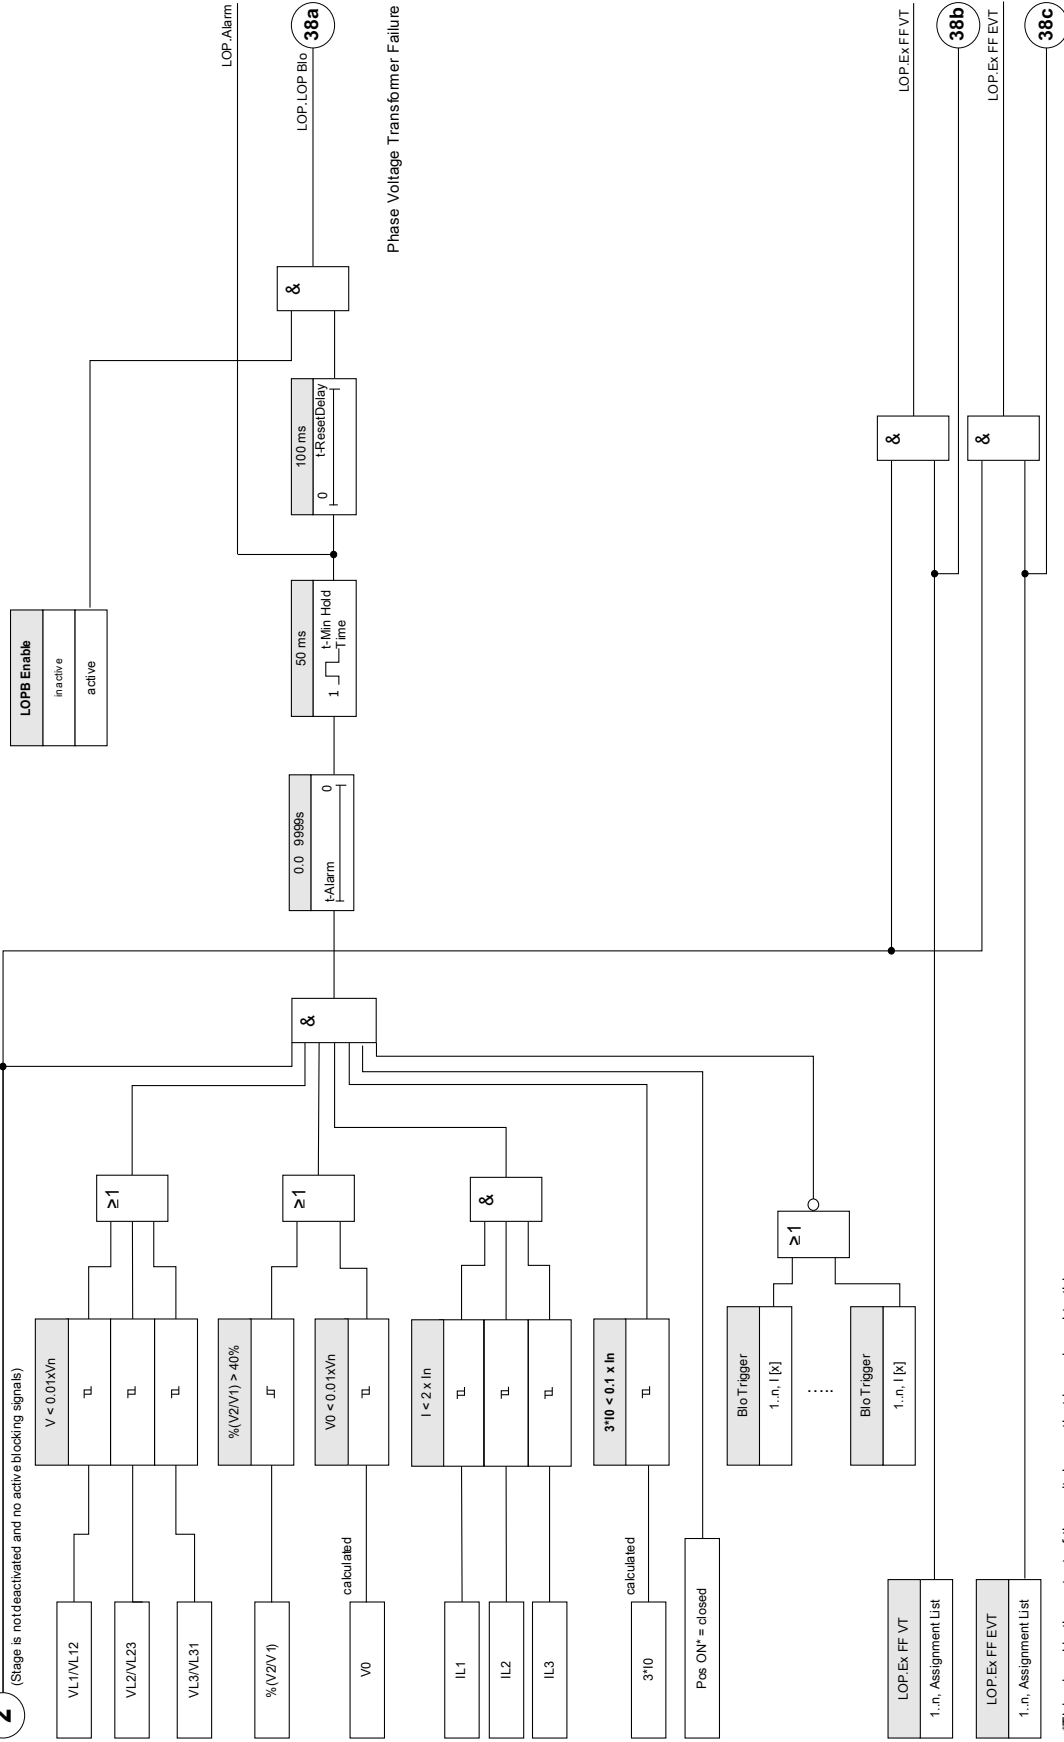 2
(Stage is not deactivated and no active blocking signals)
VL1/VL12
VL2/VL23
VL3/VL31
V < 0.01xVn
≥1
%(V2/V1)
%(V2/V1) > 40%
V0
calculated
V0 < 0.01xVn
≥1
IL1
IL2
IL3
I < 2 x In
&
3*I0
calculated
3*I0 < 0.1 x In
Pos ON* = closed
Blo Trigger
1..n, I [x]
.....
Blo Trigger
1..n, I [x]
≥1
&
0.0 9999s
t-Alarm
0
50 ms
1
t-Min Hold
Time
100 ms
0
t-ResetDelay
LOPB Enable
inactive
active
&
LOP.Alarm
LOP.LOP Blo
38a
Phase Voltage Transformer Failure
LOP.Ex FF VT
1..n, Assignment List
LOP.Ex FF EVT
1..n, Assignment List
&
&
LOP.Ex FF VT
38b
LOP.Ex FF EVT
38c